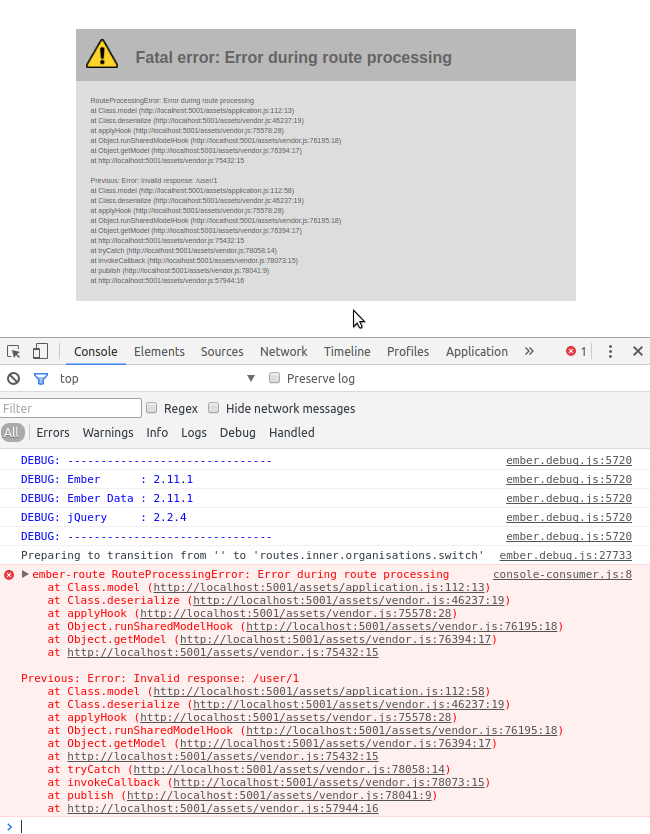 Fatal error: Error during route processing
RouteProcessingError: Error during route processing
at Class.model (http://localhost:5001/assets/application.js:112:13)
at Class.deserialize (http://localhost:5001/assets/vendor.js:46237:19)
at applyHook (http://localhost:5001/assets/vendor.js:75578:28)
at Object.runSharedModelHook (http://localhost:5001/assets/vendor.js:76195:18)
at Object.getModel (http://localhost:5001/assets/vendor.js:76394:17)
at http://localhost:5001/assets/vendor.js:75432:15
Previous: Error: Invalid response: /user/1
at Class.model (http://localhost:5001/assets/application.js:112:58)
at Class.deserialize (http://localhost:5001/assets/vendor.js:46237:19)
at applyHook (http://localhost:5001/assets/vendor.js:75578:28)
at Object.runSharedModelHook (http://localhost:5001/assets/vendor.js:76195:18)
at Object.getModel (http://localhost:5001/assets/vendor.js:76394:17)
at http://localhost:5001/assets/vendor.js:75432:15
at tryCatch (http://localhost:5001/assets/vendor.js:78058:14)
at invokeCallback (http://localhost:5001/assets/vendor.js:78073:15)
at publish (http://localhost:5001/assets/vendor.js:78041:9)
at http://localhost:5001/assets/vendor.js:57944:16
Console Elements Sources Network Timeline Profiles Application » 1
top Preserve log
Filter Regex Hide network messages
All Errors Warnings Info Logs Debug Handled
DEBUG: ------------------------------- ember.debug.js:5720
DEBUG: Ember : 2.11.1 ember.debug.js:5720
DEBUG: Ember Data : 2.11.1 ember.debug.js:5720
DEBUG: jQuery : 2.2.4 ember.debug.js:5720
DEBUG: ------------------------------- ember.debug.js:5720
Preparing to transition from '' to 'routes.inner.organisations.switch' ember.debug.js:27733
ember-route RouteProcessingError: Error during route processing console-consumer.js:8
at Class.model (http://localhost:5001/assets/application.js:112:13)
at Class.deserialize (http://localhost:5001/assets/vendor.js:46237:19)
at applyHook (http://localhost:5001/assets/vendor.js:75578:28)
at Object.runSharedModelHook (http://localhost:5001/assets/vendor.js:76195:18)
at Object.getModel (http://localhost:5001/assets/vendor.js:76394:17)
at http://localhost:5001/assets/vendor.js:75432:15
Previous: Error: Invalid response: /user/1
at Class.model (http://localhost:5001/assets/application.js:112:58)
at Class.deserialize (http://localhost:5001/assets/vendor.js:46237:19)
at applyHook (http://localhost:5001/assets/vendor.js:75578:28)
at Object.runSharedModelHook (http://localhost:5001/assets/vendor.js:76195:18)
at Object.getModel (http://localhost:5001/assets/vendor.js:76394:17)
at http://localhost:5001/assets/vendor.js:75432:15
at tryCatch (http://localhost:5001/assets/vendor.js:78058:14)
at invokeCallback (http://localhost:5001/assets/vendor.js:78073:15)
at publish (http://localhost:5001/assets/vendor.js:78041:9)
at http://localhost:5001/assets/vendor.js:57944:16